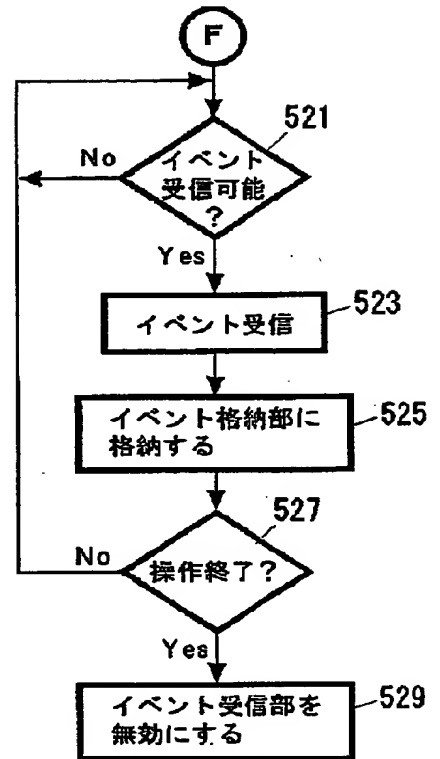 F
521
No
イベント
受信可能
?
Yes
523
イベント受信
525
イベント格納部に
格納する
527
No
操作終了?
Yes
529
イベント受信部を
無効にする